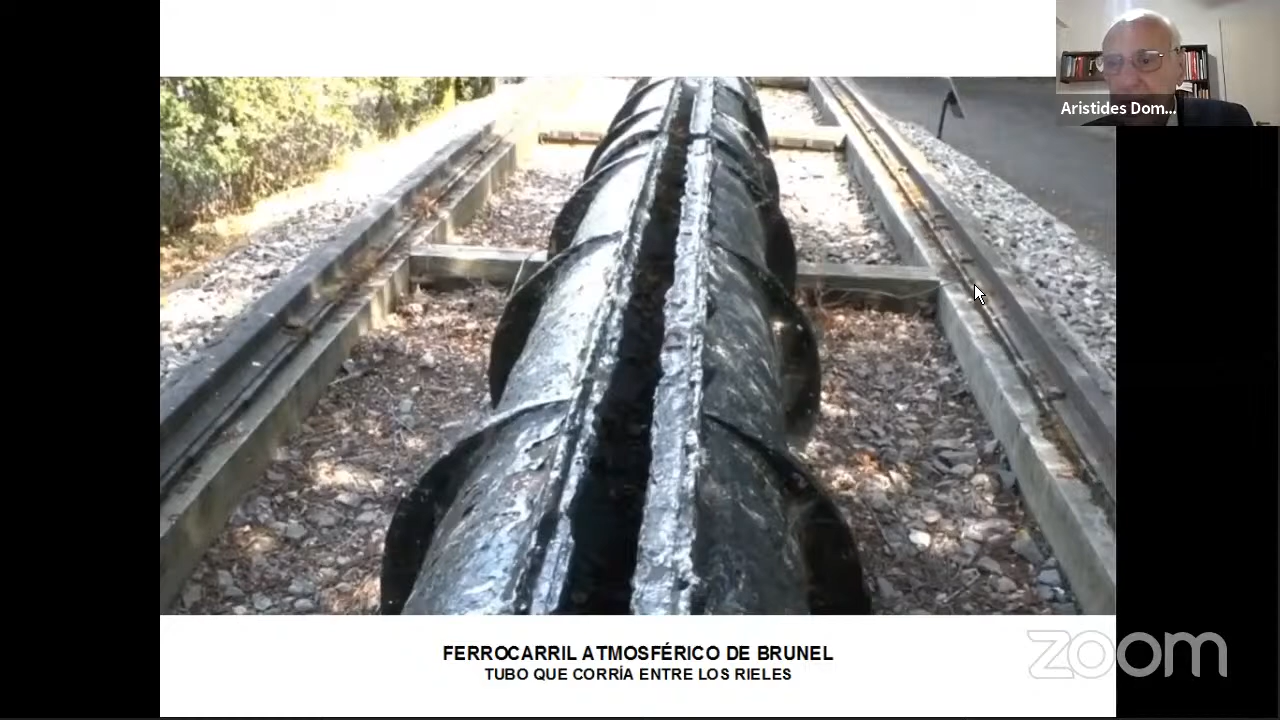 Aristides Dom...
FERROCARRIL ATMOSFÉRICO DE BRUNEL
TUBO QUE CORRÍA ENTRE LOS RIELES
zoom